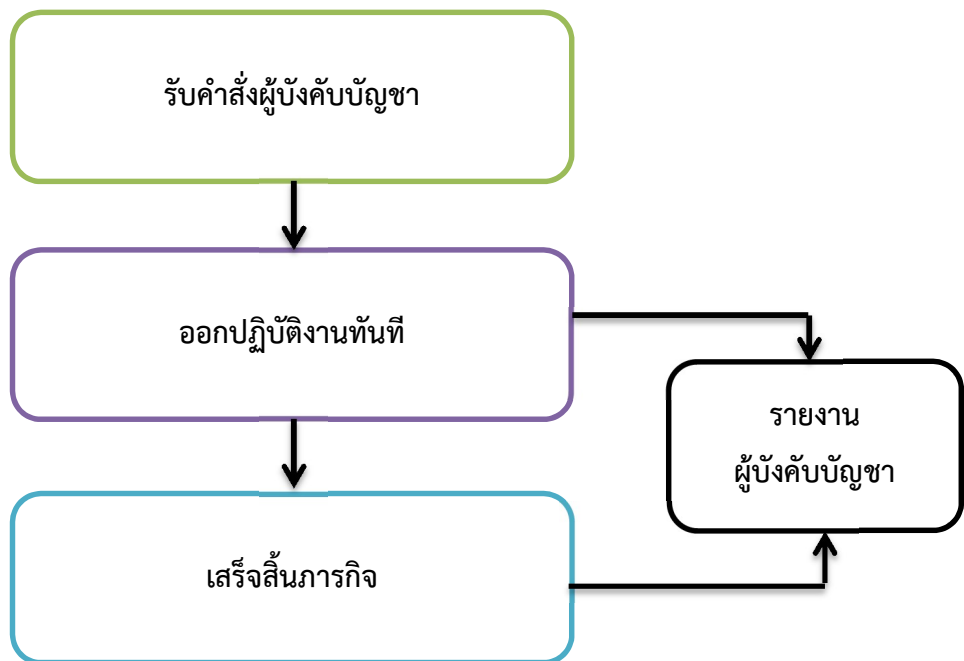 รับคำสั่งผู้บังคับบัญชา
ออกปฏิบัติงานทันที
รายงาน
ผู้บังคับบัญชา
เสร็จสิ้นภารกิจ